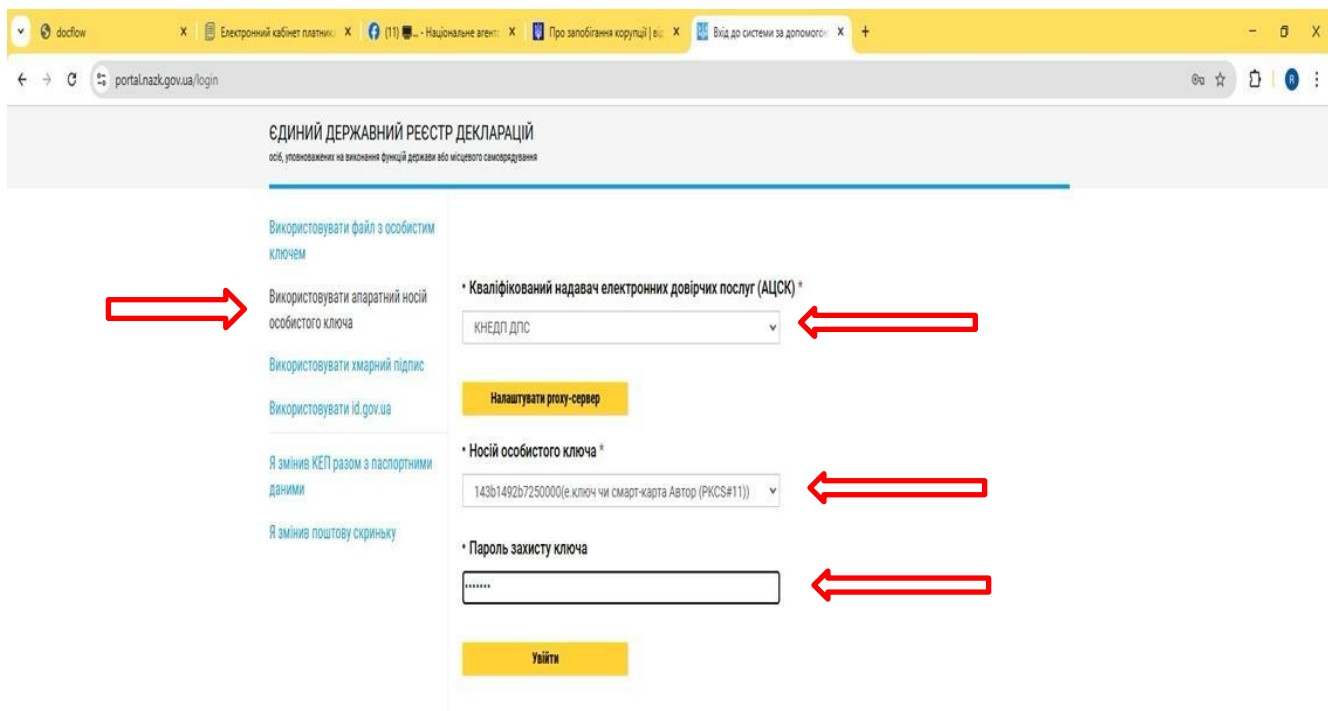 docflow
Електронний кабінет платник
(11) ... - Національне агент
Про запобігання корупції | ві
Вхід до системи за допомогою
portal.nazk.gov.ua/login
R
ЄДИНИЙ ДЕРЖАВНИЙ РЕЄСТР ДЕКЛАРАЦІЙ
осіб, уповноважених на виконання функцій держави або місцевого самоврядування
Використовувати файл з особистим
ключем
Використовувати апаратний носій
особистого ключа
Використовувати хмарний підпис
Використовувати id.gov.ua
Я змінив КЕП разом з паспортними
даними
Я змінив поштову скриньку
• Кваліфікований надавач електронних довірчих послуг (АЦСК) *
КНЕДП ДПС
Налаштувати proxy-сервер
• Носій особистого ключа *
143b1492b7250000(е.ключ чи смарт-карта Автор (PKCS#11))
• Пароль захисту ключа
•••••••
Увійти